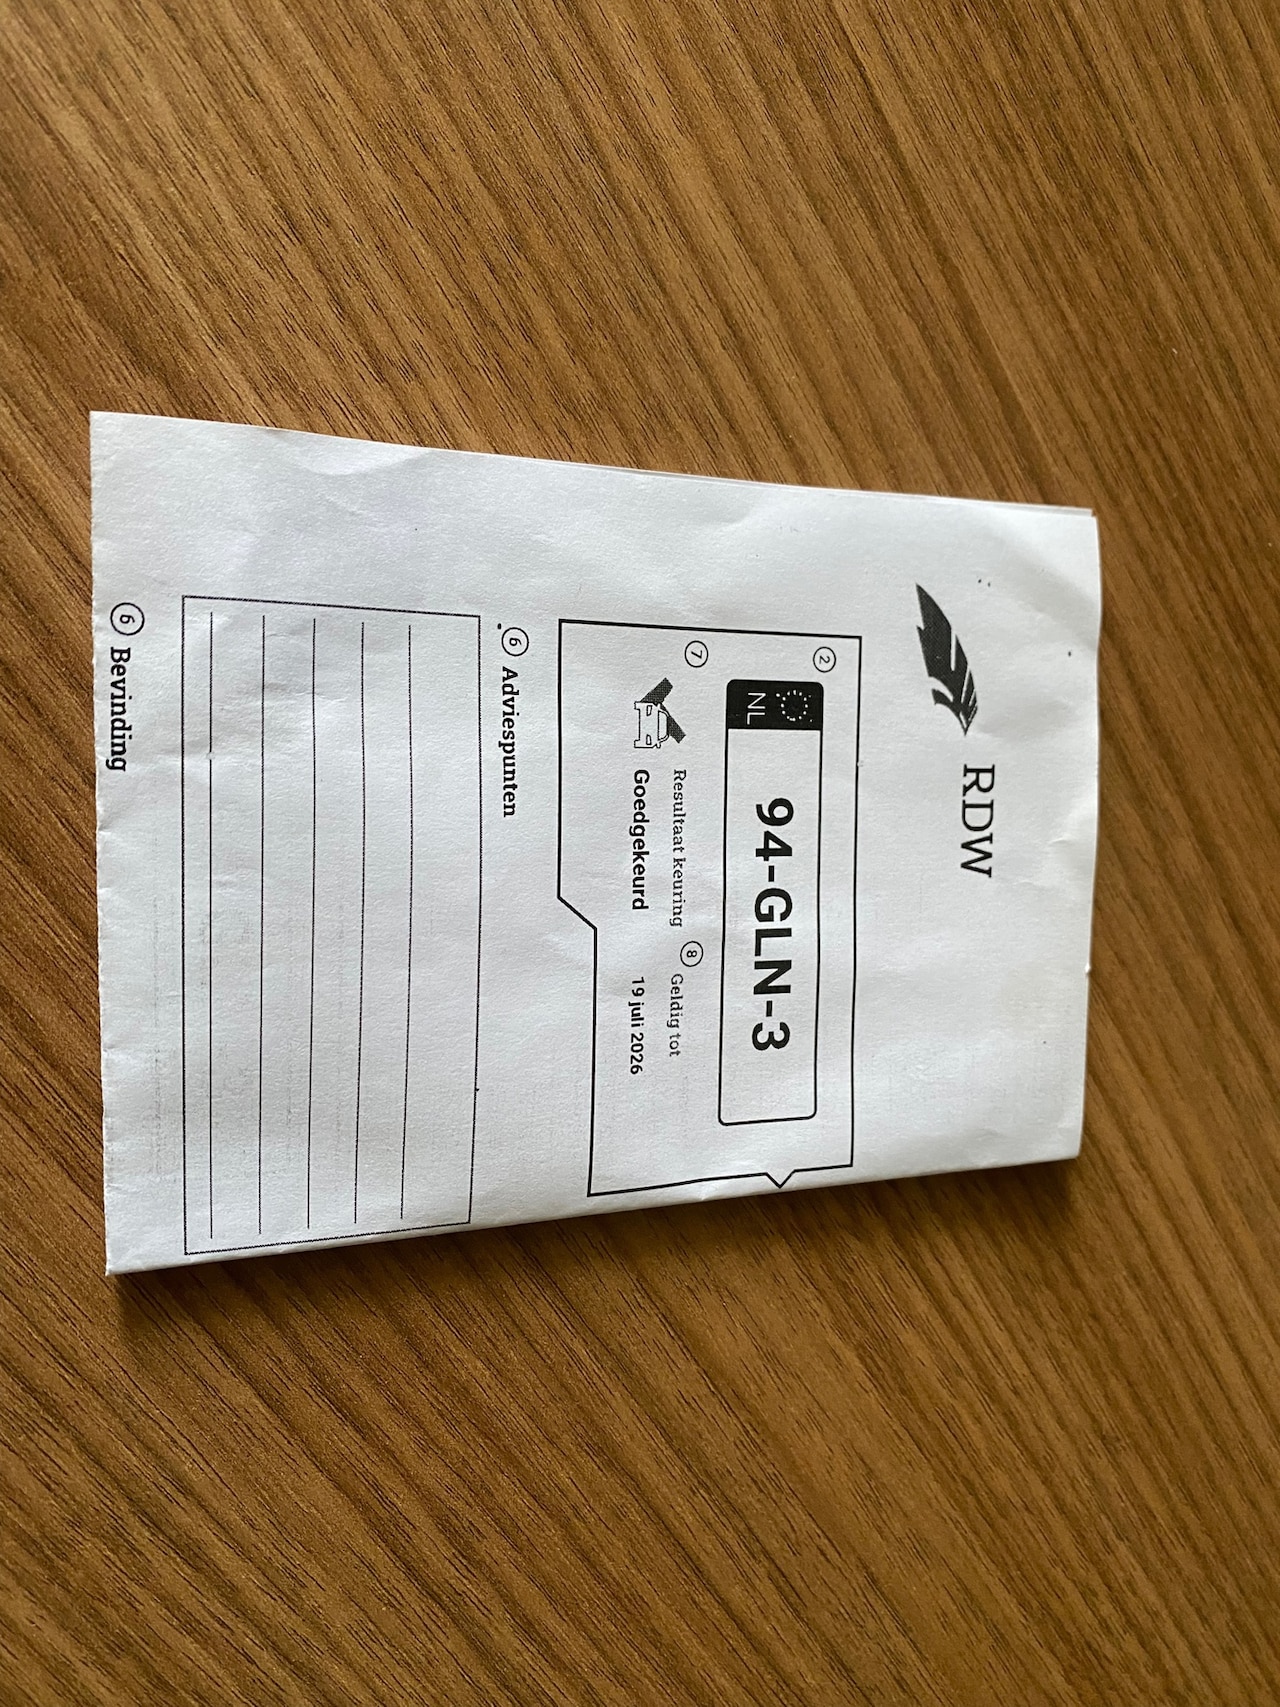 RDW
2
NL 94-GLN-3
7 Resultaat keuring 8 Geldig tot
Goedgekeurd 19 juli 2026
6 Adviespunten
6 Bevinding